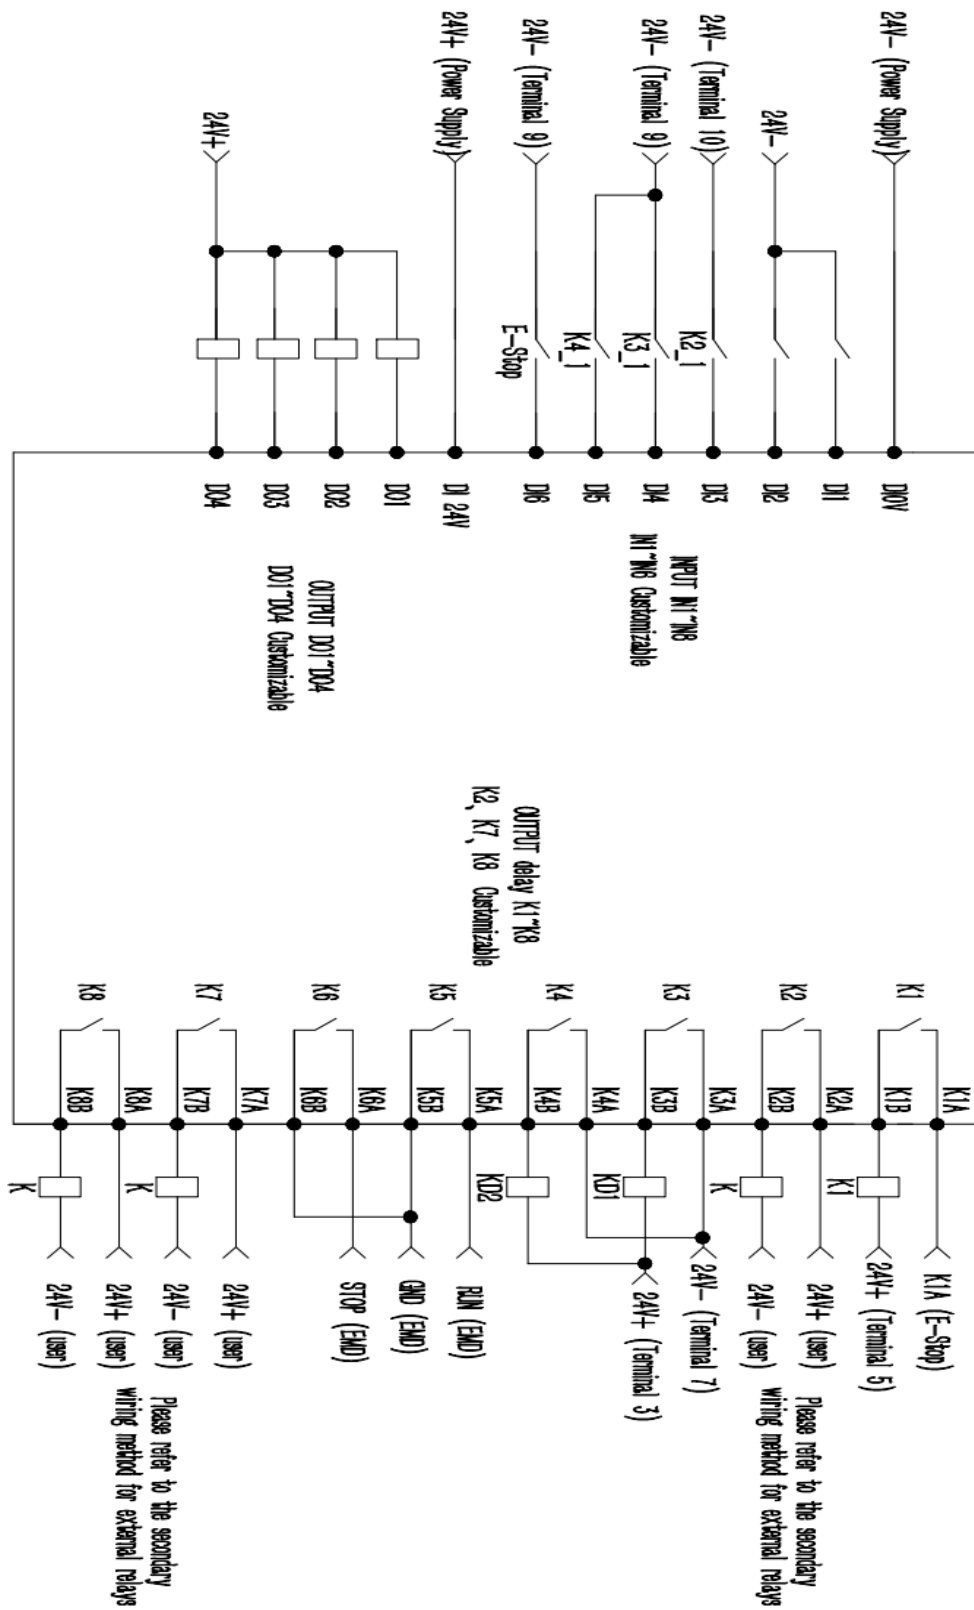 24V+
24V+ (Power Supply)
24V- (Terminal 9)
24V- (Terminal 9)
24V- (Terminal 10)
24V-
24V- (Power Supply)
E-Stop
K4_1
K3_1
K2_1
DO4
DO3
DO2
DO1
DI 24V
DI6
DI5
DI4
DI3
DI2
DI1
DI0V
OUTPUT DO1~DO4
DO1~DO4 Customizable
INPUT IN1~IN8
IN1~IN6 Customizable
OUTPUT delay K1~K8
K2、K7、K8 Customizable
K8
K7
K6
K5
K4
K3
K2
K1
K8B
K8A
K7B
K7A
K6B
K6A
K5B
K5A
K4B
K4A
K3B
K3A
K2B
K2A
K1B
K1A
K
K
KD2
KD1
K
K1
24V- (user)
24V+ (user)
24V- (user)
24V+ (user)
STOP (EMD)
GND (EMD)
RUN (EMD)
24V+ (Terminal 3)
24V- (Terminal 7)
24V- (user)
24V+ (user)
24V+ (Terminal 5)
K1A (E-Stop)
Please refer to the secondary
wiring method for external relays
Please refer to the secondary
wiring method for external relays